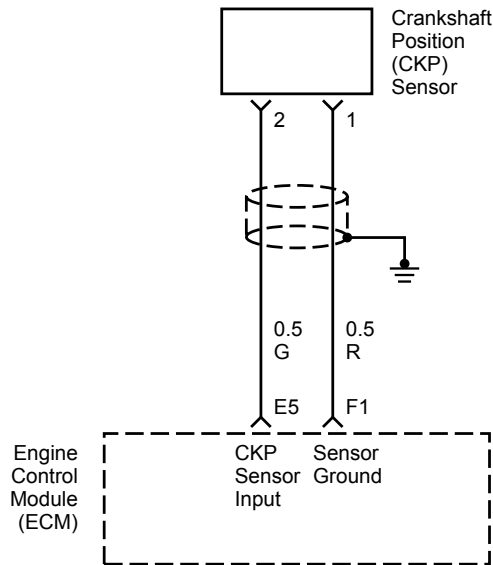 Crankshaft
Position
(CKP)
Sensor
2 1
0.5 0.5
G R
E5 F1
Engine
Control
Module
(ECM)
CKP
Sensor
Input
Sensor
Ground